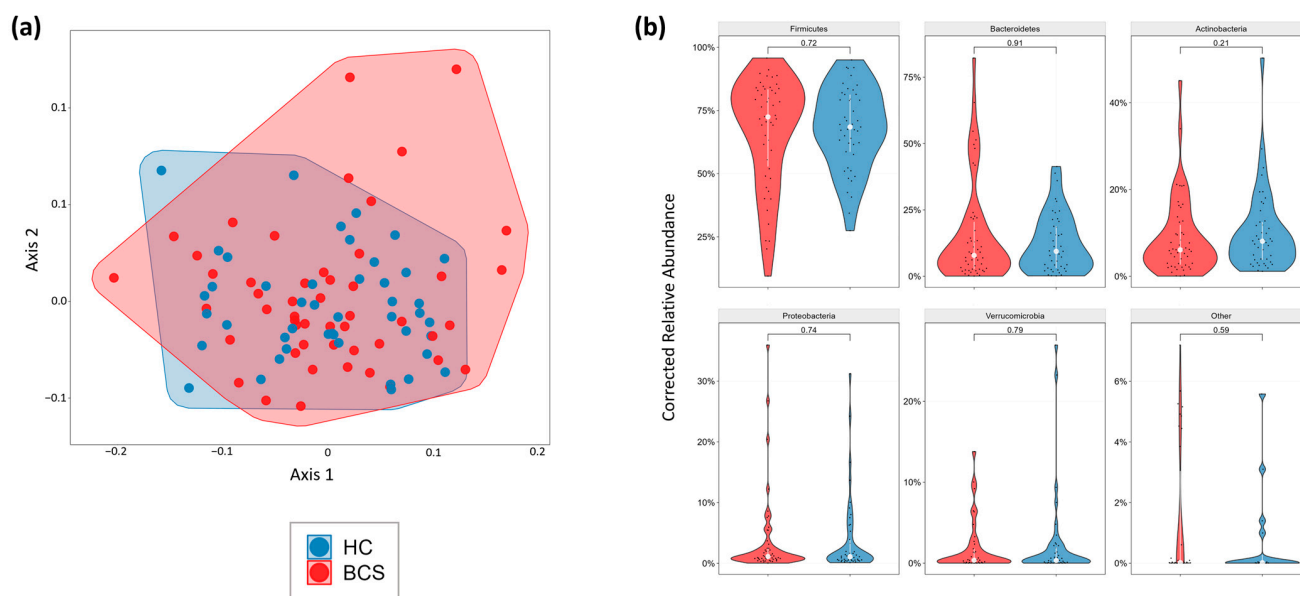 (a)
0.1
0.1
0.0
−0.1
Axis 2
−0.2
−0.1
0
0.1
0.2
Axis 1
HC
BCS
(b)
Corrected Relative Abundance
Firmicutes
0.72
100%
75%
50%
25%
Bacteroidetes
0.91
75%
50%
25%
0%
Actinobacteria
0.21
40%
20%
0%
Proteobacteria
0.74
30%
20%
10%
0%
Verrucomicrobia
0.79
20%
10%
0%
Other
0.59
6%
4%
2%
0%